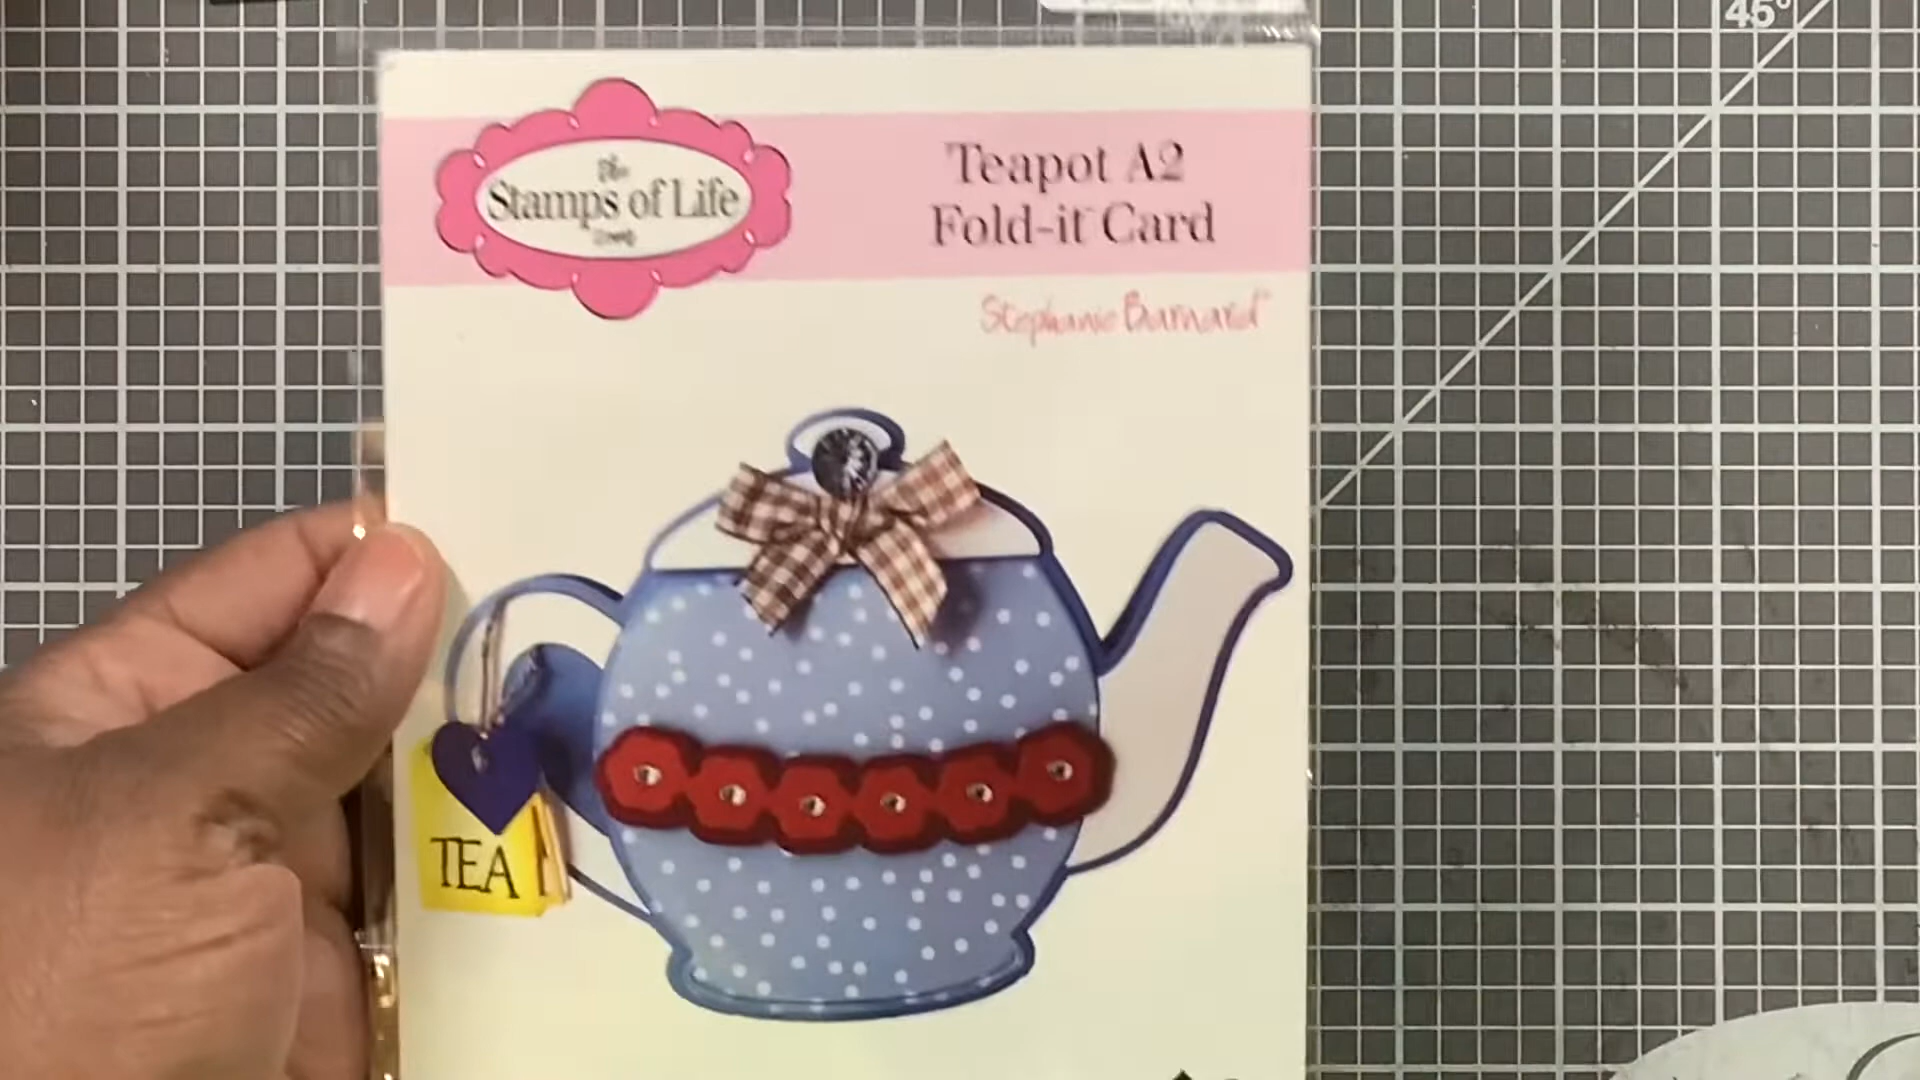 45°
The
Stamps of Life
Teapot A2
Fold-it Card
Stephanie Barnard
TEA